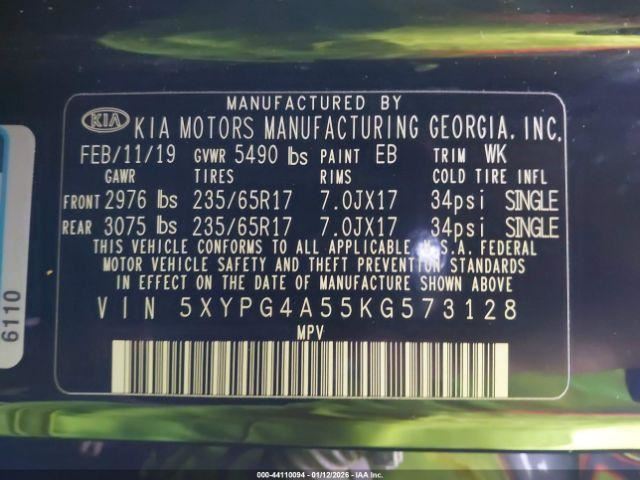 MANUFACTURED BY
KIA KIA MOTORS MANUFACTURING GEORGIA, INC.
FEB/11/19 GVWR 5490 lbs PAINT EB TRIM WK
GAWR TIRES RIMS COLD TIRE INFL
FRONT 2976 lbs 235/65R17 7.0JX17 34psi SINGLE
REAR 3075 lbs 235/65R17 7.0JX17 34psi SINGLE
THIS VEHICLE CONFORMS TO ALL APPLICABLE U.S.A. FEDERAL
MOTOR VEHICLE SAFETY AND THEFT PREVENTION STANDARDS
IN EFFECT ON THE DATE OF MANUFACTURE SHOWN ABOVE
VIN 5XYPG4A55KG573128
MPV
6110
000-44110094 - 01/12/2026 - IAA Inc.